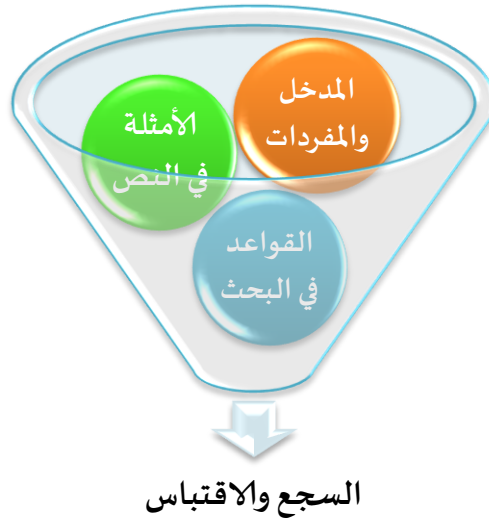 المدخل
والمفردات
الأمثلة
في النص
القواعد
في البحث
السجع والاقتباس